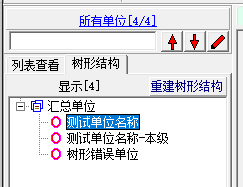 所有单位[4/4]
列表查看 树形结构
显示[4] 重建树形结构
汇总单位
测试单位名称
测试单位名称-本级
树形错误单位